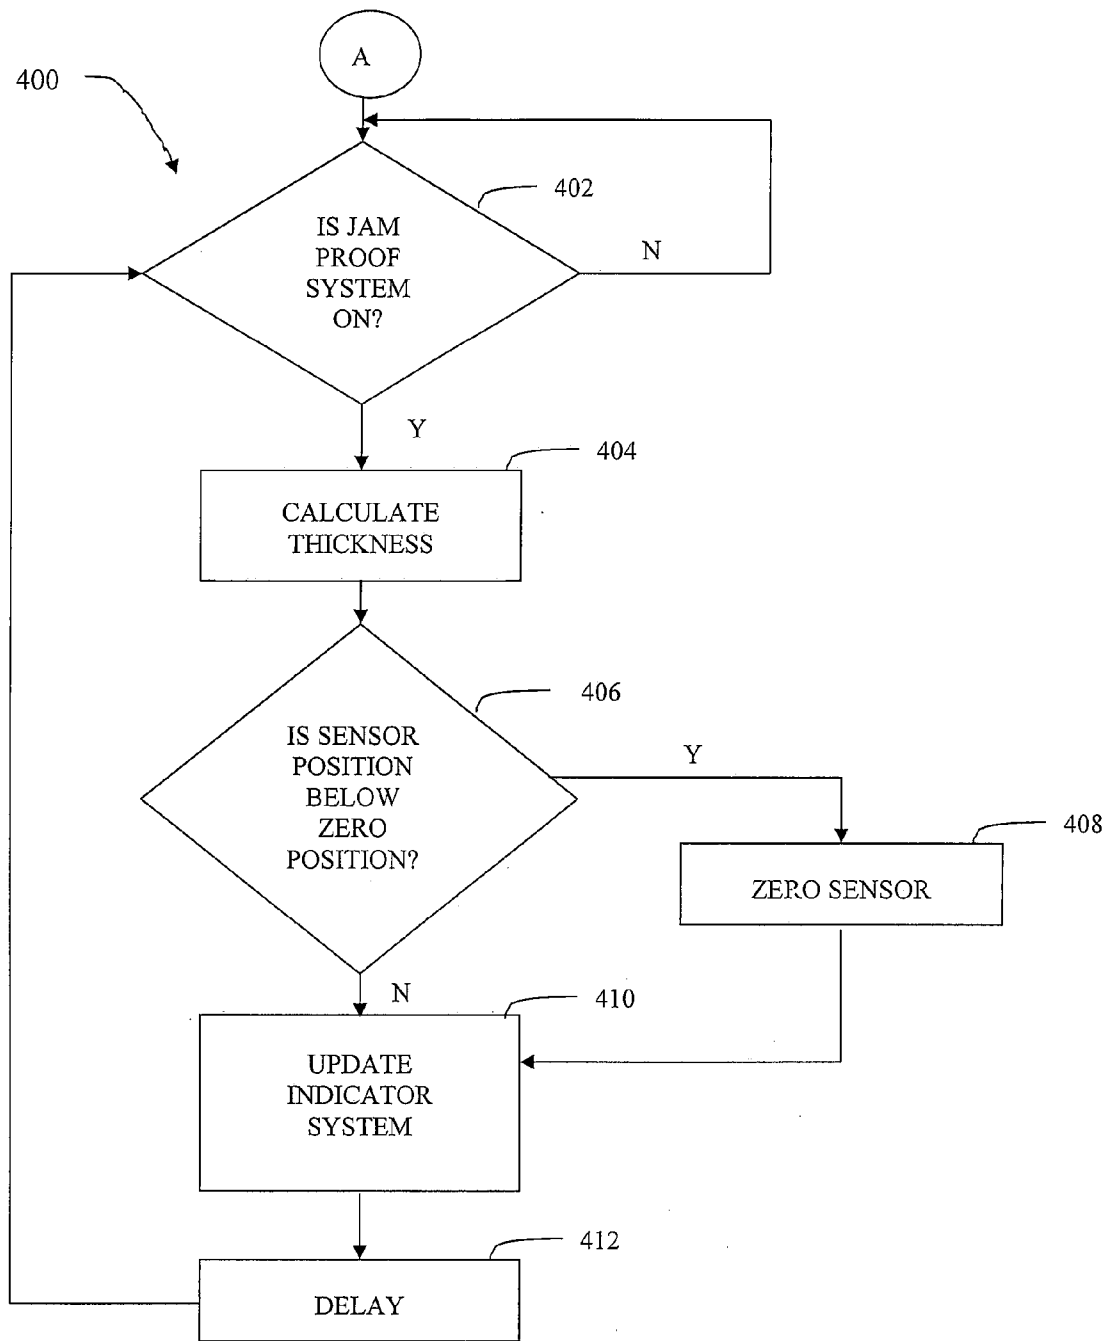 A
400
402
IS JAM
PROOF
SYSTEM
ON?
N
Y
404
CALCULATE
THICKNESS
406
IS SENSOR
POSITION
BELOW
ZERO
POSITION?
Y
408
ZERO SENSOR
N
410
UPDATE
INDICATOR
SYSTEM
412
DELAY